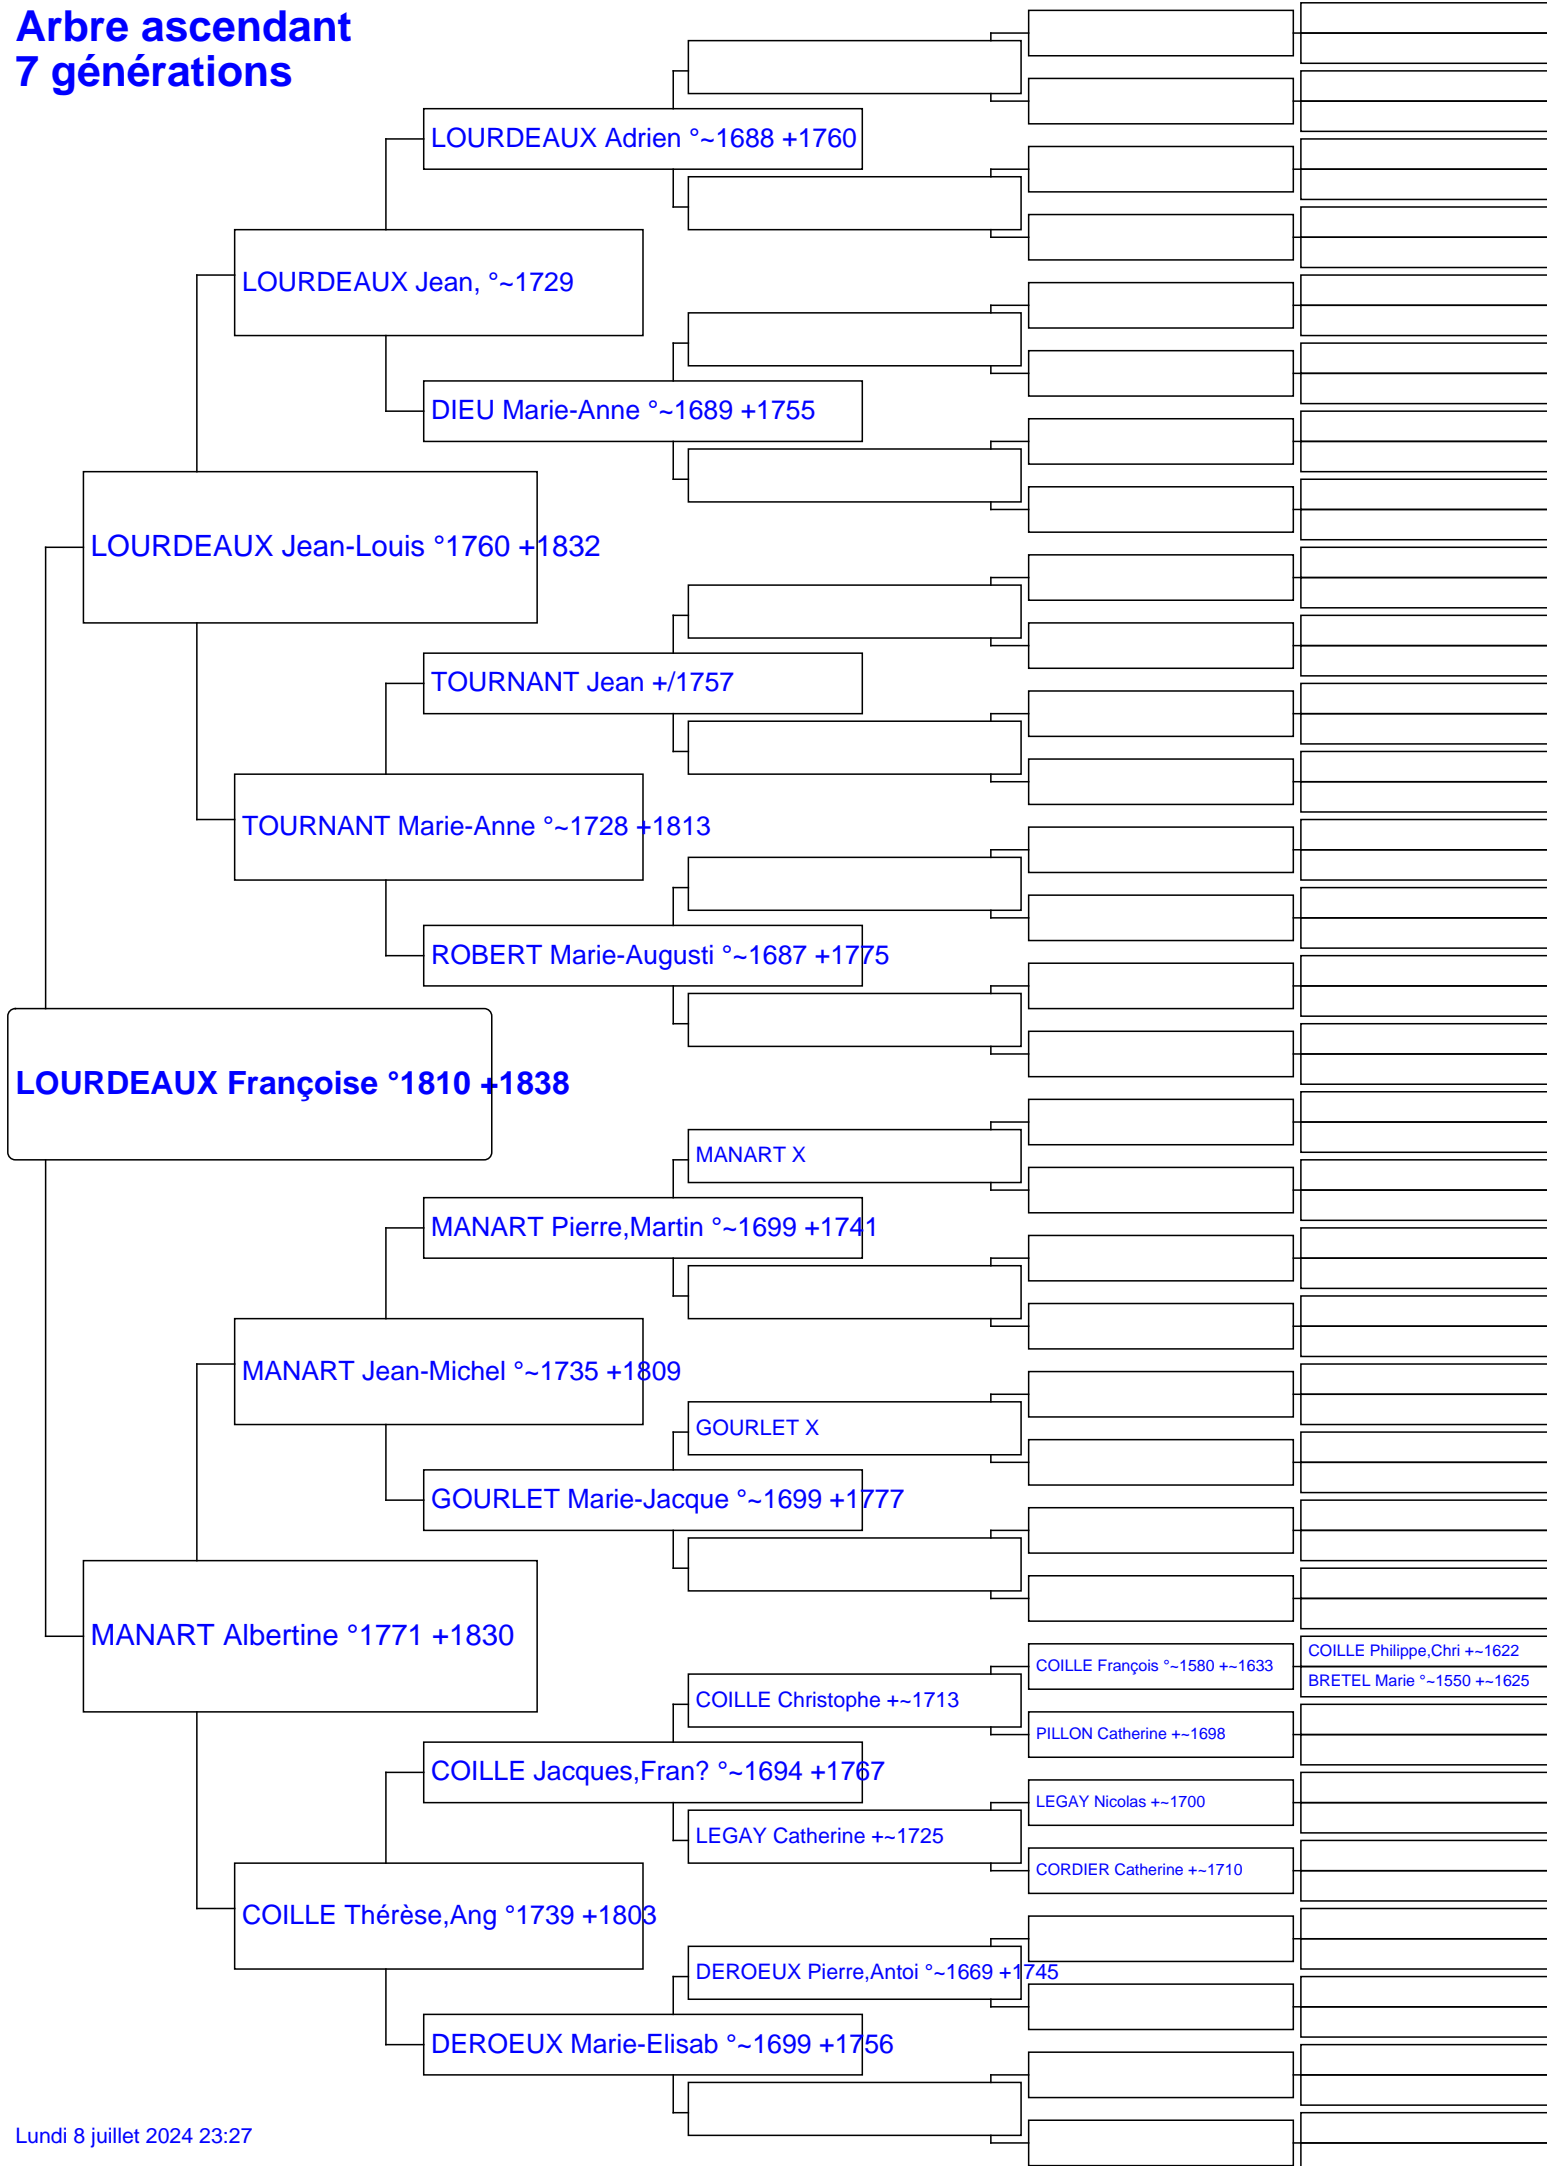 Arbre ascendant
7 générations
LOURDEAUX Adrien °~1688 +1760
LOURDEAUX Jean, °~1729
DIEU Marie-Anne °~1689 +1755
LOURDEAUX Jean-Louis °1760 +1832
TOURNANT Jean +/1757
TOURNANT Marie-Anne °~1728 +1813
ROBERT Marie-Augusti °~1687 +1775
LOURDEAUX Françoise °1810 +1838
MANART X
MANART Pierre,Martin °~1699 +1741
MANART Jean-Michel °~1735 +1809
GOURLET X
GOURLET Marie-Jacque °~1699 +1777
MANART Albertine °1771 +1830
COILLE Philippe,Chri +~1622
COILLE François °~1580 +~1633
BRETEL Marie °~1550 +~1625
COILLE Christophe +~1713
PILLON Catherine +~1698
COILLE Jacques,Fran? °~1694 +1767
LEGAY Nicolas +~1700
LEGAY Catherine +~1725
CORDIER Catherine +~1710
COILLE Thérèse,Ang °1739 +1803
DEROEUX Pierre,Antoi °~1669 +1745
DEROEUX Marie-Elisab °~1699 +1756
Lundi 8 juillet 2024 23:27